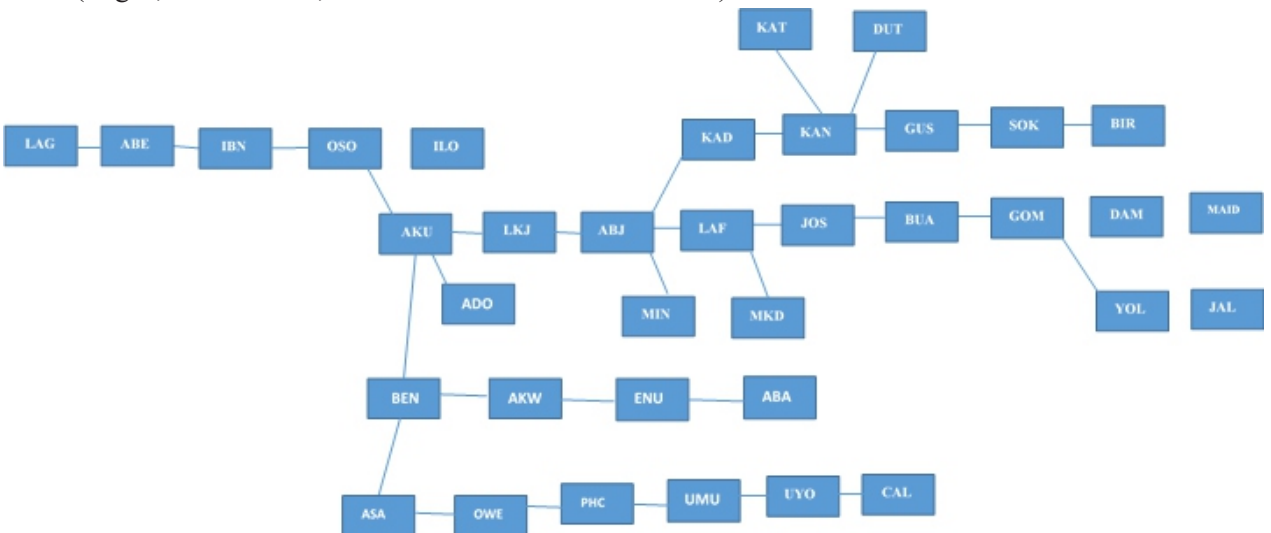 KAT
DUT
LAG
ABE
IBN
OSO
ILO
KAD
KAN
GUS
SOK
BIR
AKU
LKJ
ABJ
LAF
JOS
BUA
GOM
DAM
MAID
ADO
MIN
MKD
YOL
JAL
BEN
AKW
ENU
ABA
ASA
OWE
PHC
UMU
UYO
CAL